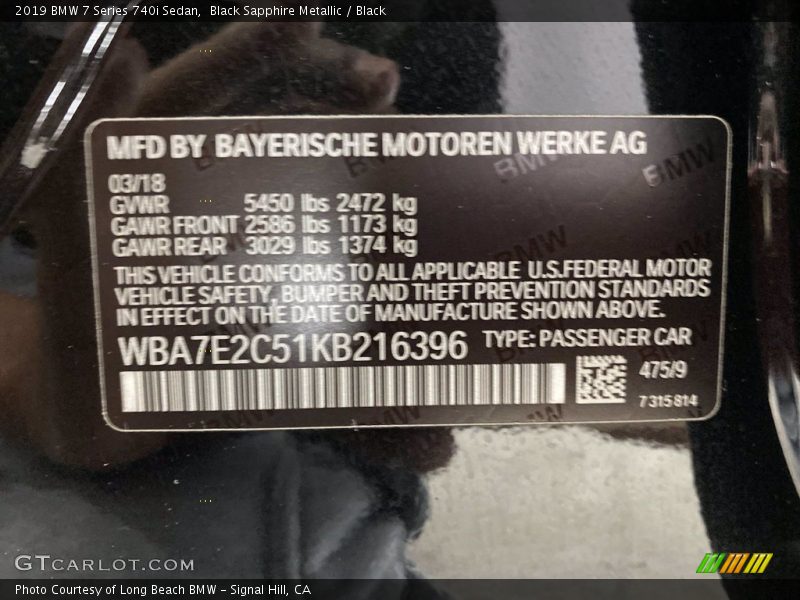 2019 BMW 7 Series 740i Sedan,  Black Sapphire Metallic / Black
MFD BY BAYERISCHE MOTOREN WERKE AG
03/18
GVWR 5450 lbs 2472 kg
GAWR FRONT 2586 lbs 1173 kg
GAWR REAR 3029 lbs 1374 kg
THIS VEHICLE CONFORMS TO ALL APPLICABLE U.S.FEDERAL MOTOR
VEHICLE SAFETY, BUMPER AND THEFT PREVENTION STANDARDS
IN EFFECT ON THE DATE OF MANUFACTURE SHOWN ABOVE.
WBA7E2C51KB216396 TYPE: PASSENGER CAR
475/9
7315814
GTCARLOT.COM
Photo Courtesy of Long Beach BMW – Signal Hill, CA